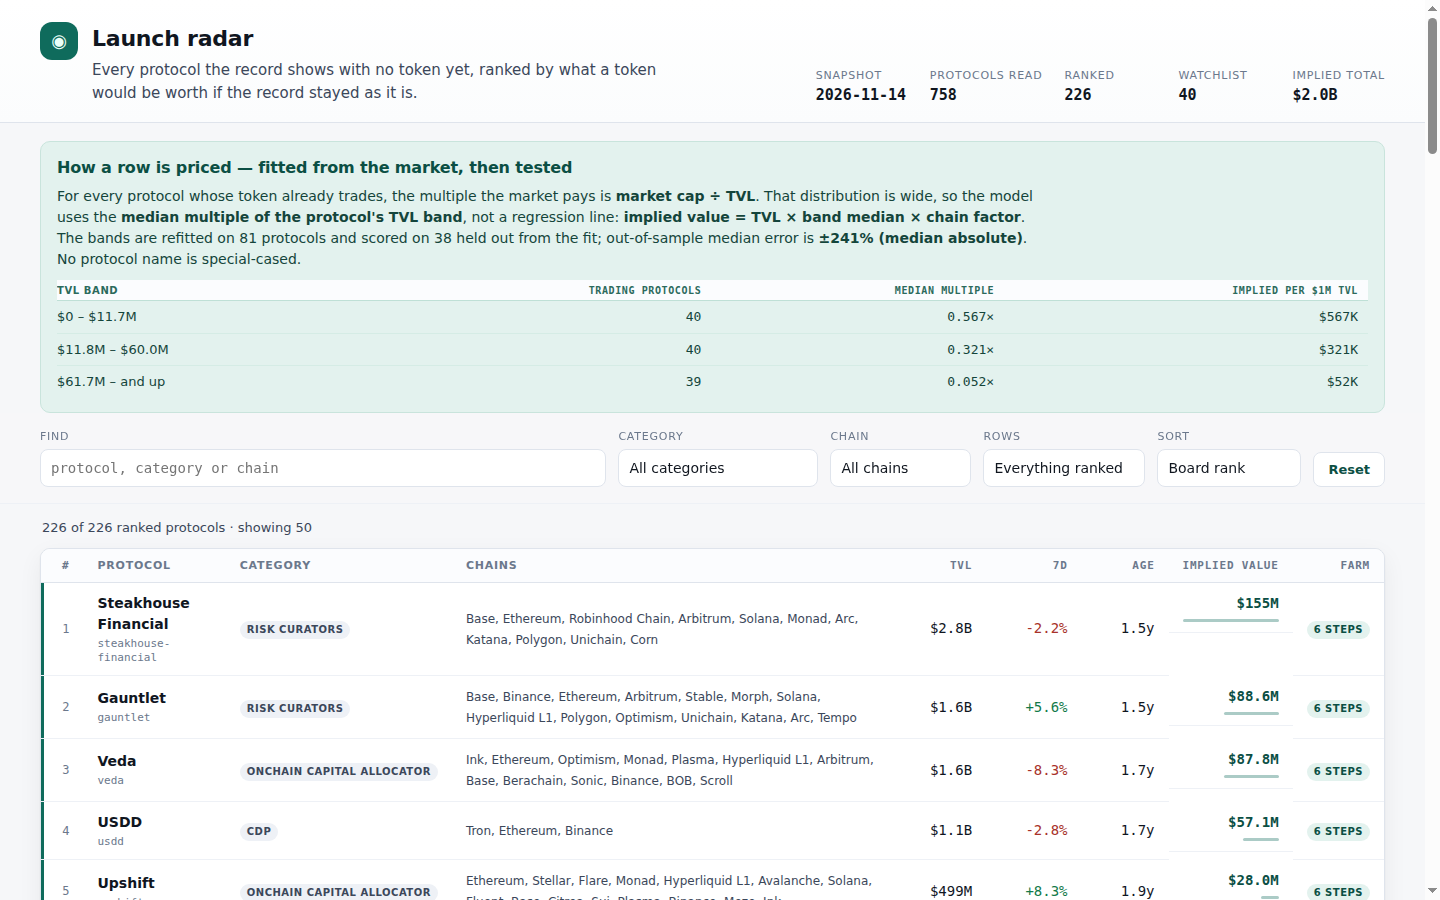 Launch radar
Every protocol the record shows with no token yet, ranked by what a token
would be worth if the record stayed as it is.
SNAPSHOT
2026-11-14
PROTOCOLS READ
758
RANKED
226
WATCHLIST
40
IMPLIED TOTAL
$2.0B
How a row is priced — fitted from the market, then tested
For every protocol whose token already trades, the multiple the market pays is market cap ÷ TVL. That distribution is wide, so the model
uses the median multiple of the protocol's TVL band, not a regression line: implied value = TVL × band median × chain factor.
The bands are refitted on 81 protocols and scored on 38 held out from the fit; out-of-sample median error is ±241% (median absolute).
No protocol name is special-cased.
TVL BAND TRADING PROTOCOLS MEDIAN MULTIPLE IMPLIED PER $1M TVL
$0 – $11.7M 40 0.567× $567K
$11.8M – $60.0M 40 0.321× $321K
$61.7M – and up 39 0.052× $52K
FIND CATEGORY CHAIN ROWS SORT
protocol, category or chain All categories All chains Everything ranked Board rank Reset
226 of 226 ranked protocols · showing 50
# PROTOCOL CATEGORY CHAINS TVL 7D AGE IMPLIED VALUE FARM
1
Steakhouse
Financial
steakhouse-
financial
RISK CURATORS
Base, Ethereum, Robinhood Chain, Arbitrum, Solana, Monad, Arc,
Katana, Polygon, Unichain, Corn
$2.8B -2.2% 1.5y $155M 6 STEPS
2
Gauntlet
gauntlet
RISK CURATORS
Base, Binance, Ethereum, Arbitrum, Stable, Morph, Solana,
Hyperliquid L1, Polygon, Optimism, Unichain, Katana, Arc, Tempo
$1.6B +5.6% 1.5y $88.6M 6 STEPS
3
Veda
veda
ONCHAIN CAPITAL ALLOCATOR
Ink, Ethereum, Optimism, Monad, Plasma, Hyperliquid L1, Arbitrum,
Base, Berachain, Sonic, Binance, BOB, Scroll
$1.6B -8.3% 1.7y $87.8M 6 STEPS
4
USDD
usdd
CDP
Tron, Ethereum, Binance
$1.1B -2.8% 1.7y $57.1M 6 STEPS
5
Upshift
ONCHAIN CAPITAL ALLOCATOR
Ethereum, Stellar, Flare, Monad, Hyperliquid L1, Avalanche, Solana,
$499M +8.3% 1.9y $28.0M 6 STEPS